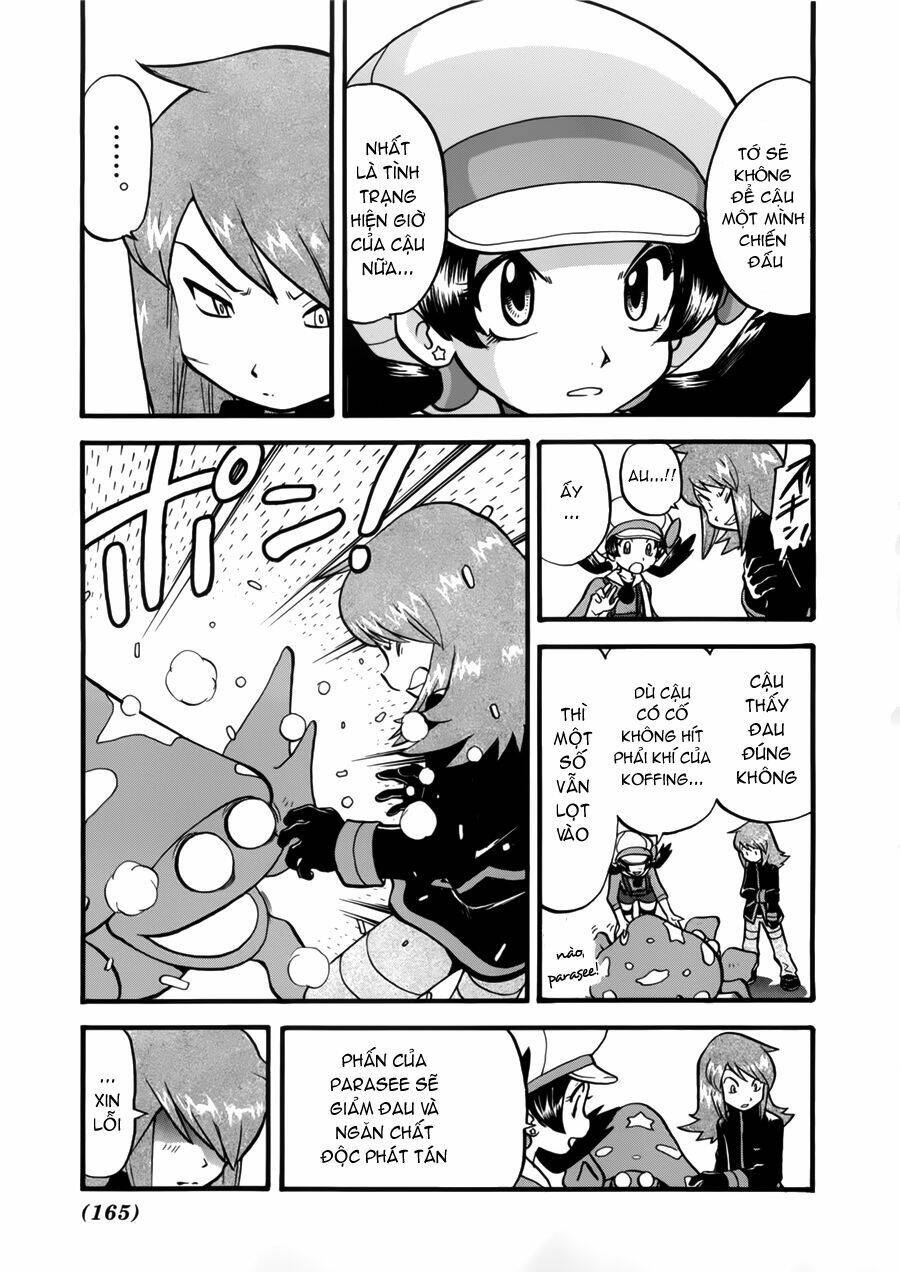 TỚ SẼ
KHÔNG
ĐỂ CẬU
MỘT MÌNH
CHIẾN
ĐẤU
NHẤT
LÀ TÌNH
TRẠNG
HIỆN GIỜ
CỦA CẬU
NỮA...
.......
AU...!!
ẤY
...
CẬU
THẤY
ĐAU
ĐÚNG
KHÔNG
DÙ CẬU
CÓ CỐ
KHÔNG HÍT
PHẢI KHÍ CỦA
KOFFING...
THÌ
MỘT
SỐ
VẪN
LỌT
VÀO
nào,
parasee!
ポン!
PHẤN CỦA
PARASEE SẼ
GIẢM ĐAU VÀ
NGĂN CHẤT
ĐỘC PHÁT TÁN
...
XIN
LỖI
(165)